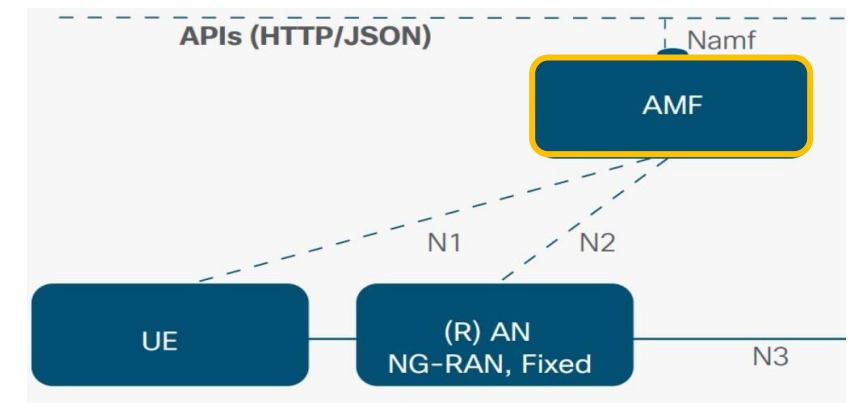 APIs (HTTP/JSON)
Namf
AMF
N1
N2
UE
(R) AN
NG-RAN, Fixed
N3